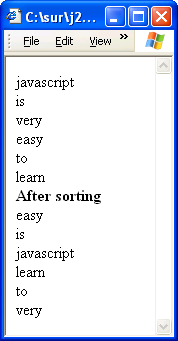 C:\sur\j2...
File Edit View »
javascript
is
very
easy
to
learn
After sorting
easy
is
javascript
learn
to
very